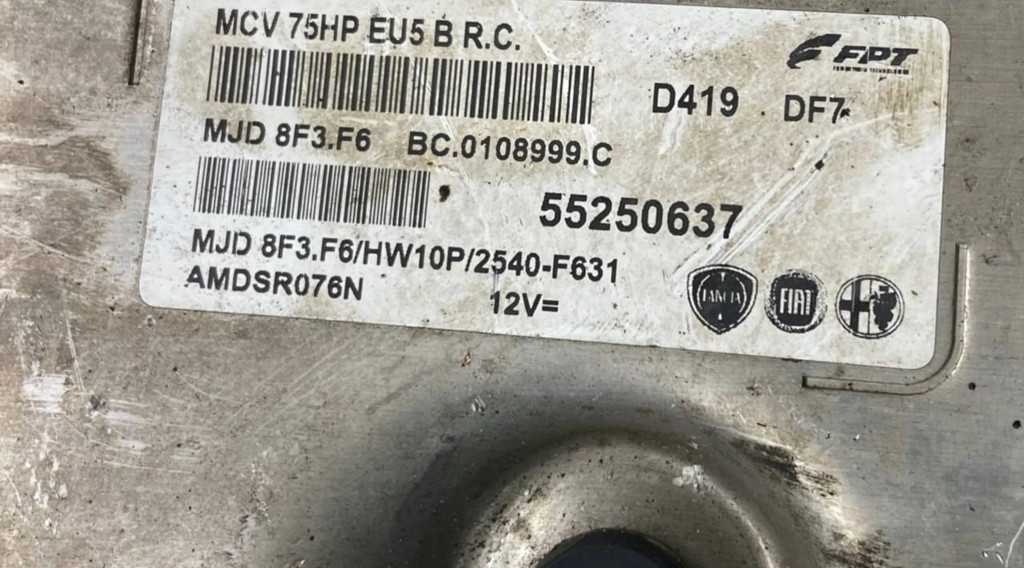 MCV 75HP EU5 B R.C.
FPT
D419 DF7
MJD 8F3.F6 BC.0108999.C
55250637
MJD 8F3.F6/HW10P/2540-F631
AMDSR076N 12V=
LANCIA FIAT